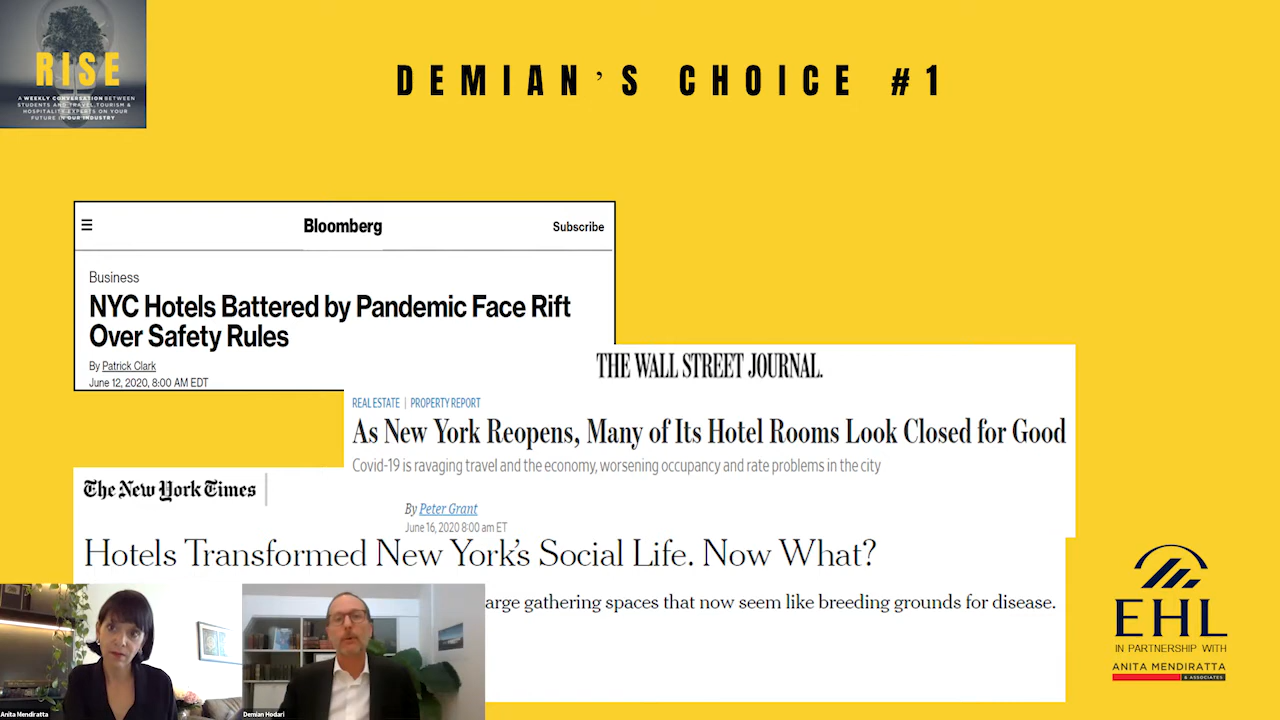 RISE
A WEEKLY CONVERSATION BETWEEN
STUDENTS AND TRAVEL, TOURISM &
HOSPITALITY EXPERTS ON YOUR
FUTURE IN OUR INDUSTRY
DEMIAN'S CHOICE #1
Bloomberg
Subscribe
Business
NYC Hotels Battered by Pandemic Face Rift
Over Safety Rules
By Patrick Clark
June 12, 2020, 8:00 AM EDT
THE WALL STREET JOURNAL.
REAL ESTATE | PROPERTY REPORT
As New York Reopens, Many of Its Hotel Rooms Look Closed for Good
Covid-19 is ravaging travel and the economy, worsening occupancy and rate problems in the city
By Peter Grant
June 16, 2020 8:00 am ET
The New York Times
Hotels Transformed New York's Social Life. Now What?
arge gathering spaces that now seem like breeding grounds for disease.
Anita Mendiratta
Demian Hodari
EHL
IN PARTNERSHIP WITH
ANITA MENDIRATTA
& ASSOCIATES